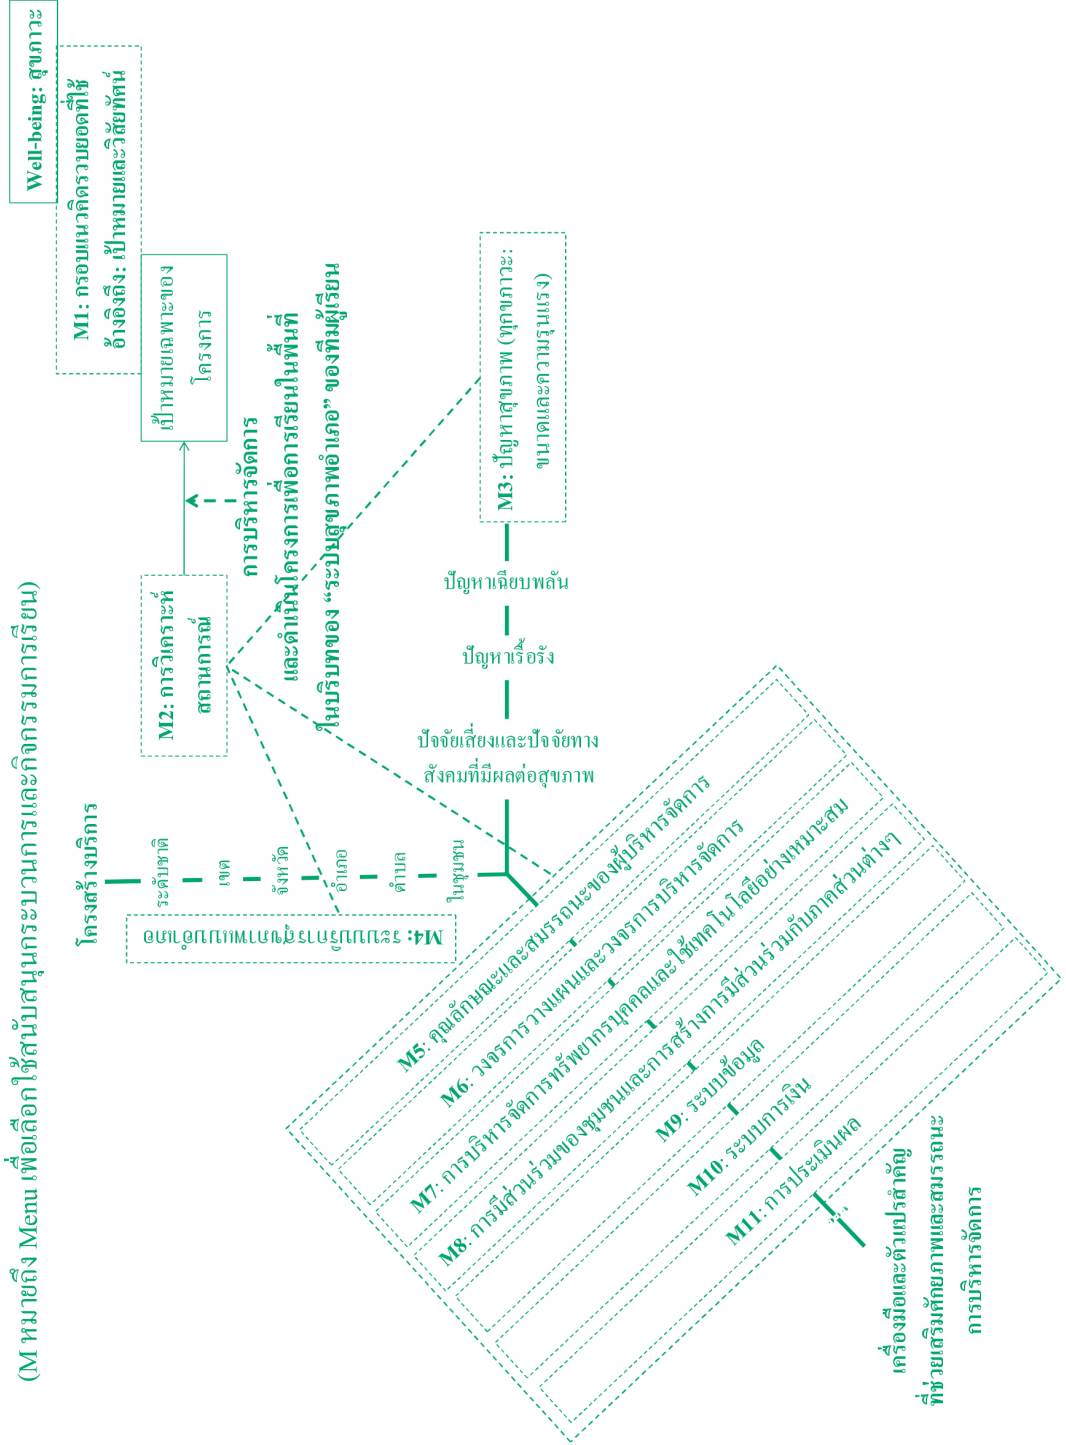 (M หมายถึง Menu เพื่อเลือกใช้สนับสนุนกระบวนการและกิจกรรมการเรียน)
Well-being: สุขภาวะ
M1: กรอบแนวคิดรวบยอดที่ใช้
อ้างอิงถึง: เป้าหมายและวิสัยทัศน์
เป้าหมายเฉพาะของ
โครงการ
M2: การวิเคราะห์
สถานการณ์
การบริหารจัดการ
และดำเนินโครงการเพื่อการเรียนในพื้นที่
ในบริบทของ “ระบบสุขภาพอำเภอ” ของทีมผู้เรียน
โครงสร้างบริการ
ระดับชาติ
เขต
จังหวัด
อำเภอ
ตำบล
ในชุมชน
M4: ระบบบริการสุขภาพแบบอำเภอ
M3: ปัญหาสุขภาพ (ทุกขภาวะ:
ขนาดและความรุนแรง)
ปัญหาเฉียบพลัน
ปัญหาเรื้อรัง
ปัจจัยเสี่ยงและปัจจัยทาง
สังคมที่มีผลต่อสุขภาพ
M5: คุณลักษณะและสมรรถนะของผู้บริหารจัดการ
M6: วงจรการวางแผนและวงจรการบริหารจัดการ
M7: การบริหารจัดการทรัพยากรบุคคลและใช้เทคโนโลยีอย่างเหมาะสม
M8: การมีส่วนร่วมของชุมชนและการสร้างการมีส่วนร่วมกับภาคส่วนต่างๆ
M9: ระบบข้อมูล
M10: ระบบการเงิน
M11: การประเมินผล
เครื่องมือและตัวแปรสำคัญ
ที่ช่วยเสริมศักยภาพและสมรรถนะ
การบริหารจัดการ